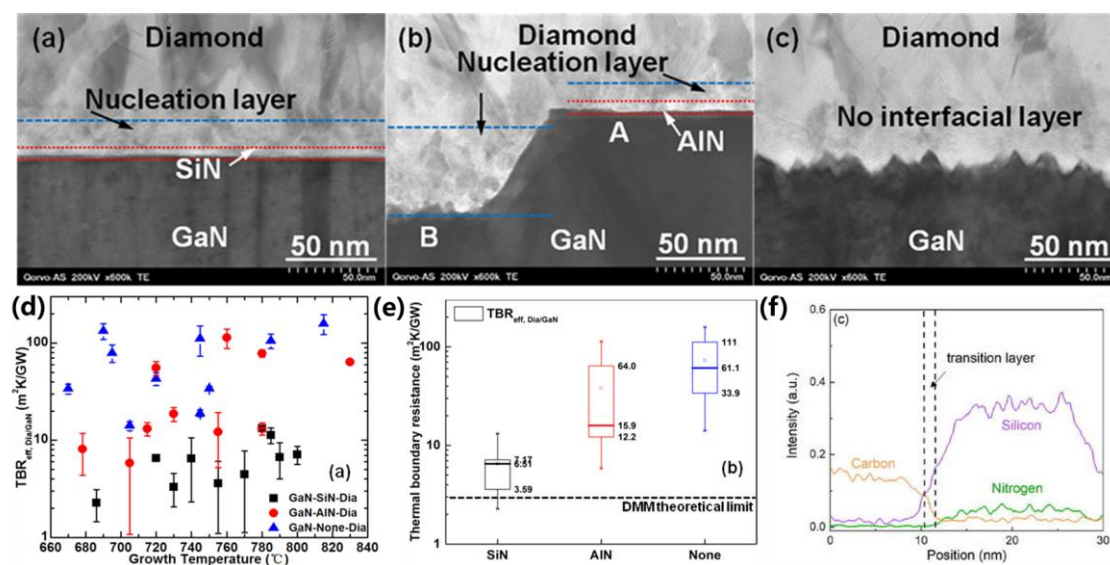 (a)
Diamond
Nucleation layer
SiN
GaN
50 nm
Qorvo-AS 200kV x600k TE
50.0nm
(b)
Diamond
Nucleation layer
A
AlN
B
GaN
50 nm
Qorvo-AS 200kV x600k TE
50.0nm
(c)
Diamond
No interfacial layer
GaN
50 nm
Qorvo-AS 200kV x600k TE
50.0nm
(d)
TBReff, Dia/GaN (m²K/GW)
100
10
1
(a)
GaN-SiN-Dia
GaN-AlN-Dia
GaN-None-Dia
660 680 700 720 740 760 780 800 820 840
Growth Temperature (℃)
(e)
Thermal boundary resistance (m²K/GW)
TBReff, Dia/GaN
100
10
1
7.17
3.59
64.0
15.9
12.2
111
61.1
33.9
(b)
DMM theoretical limit
SiN AlN None
(f)
(c)
Intensity (a.u.)
0.6
0.4
0.2
0.0
transition layer
Silicon
Carbon
Nitrogen
0 10 20 30
Position (nm)